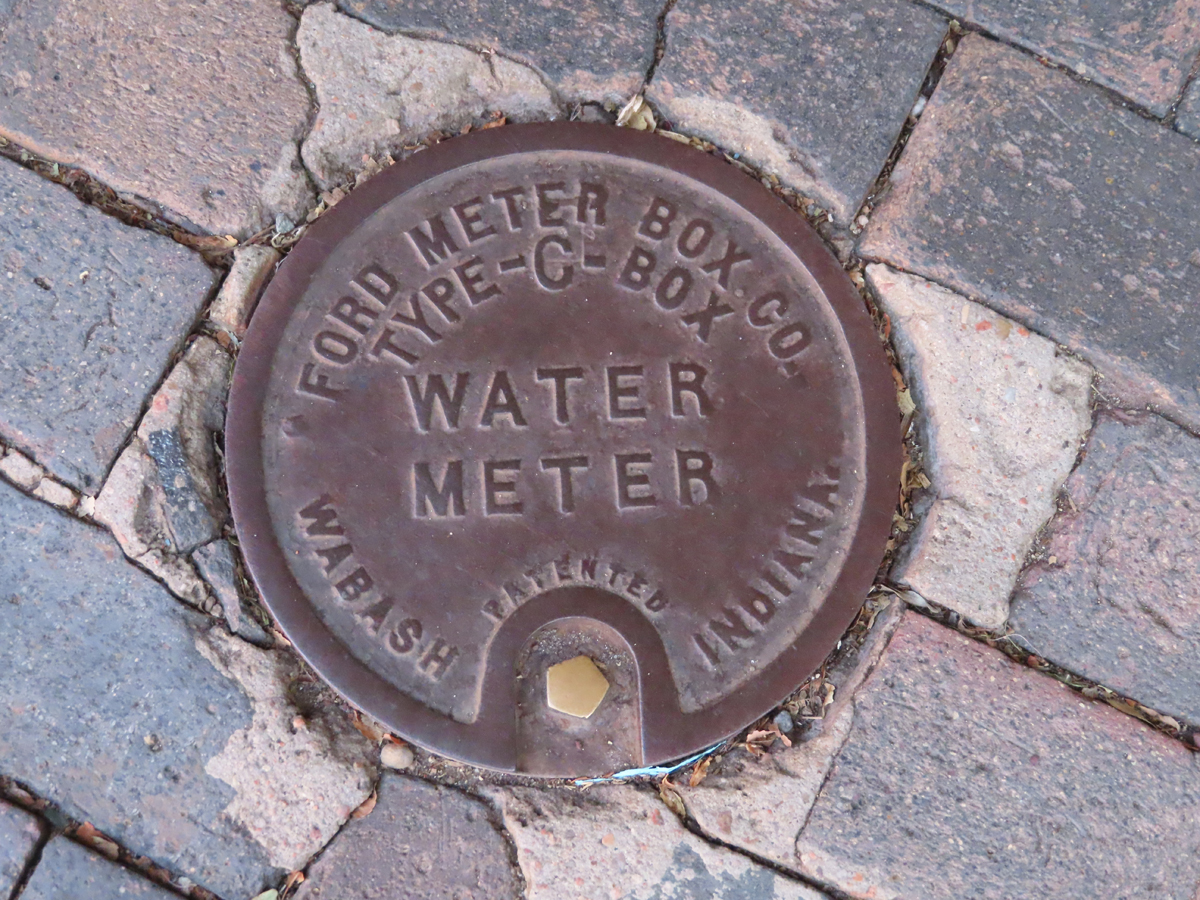 FORD METER BOX. CO.
TYPE-C-BOX
WATER
METER
PATENTED
WABASH INDIANA.